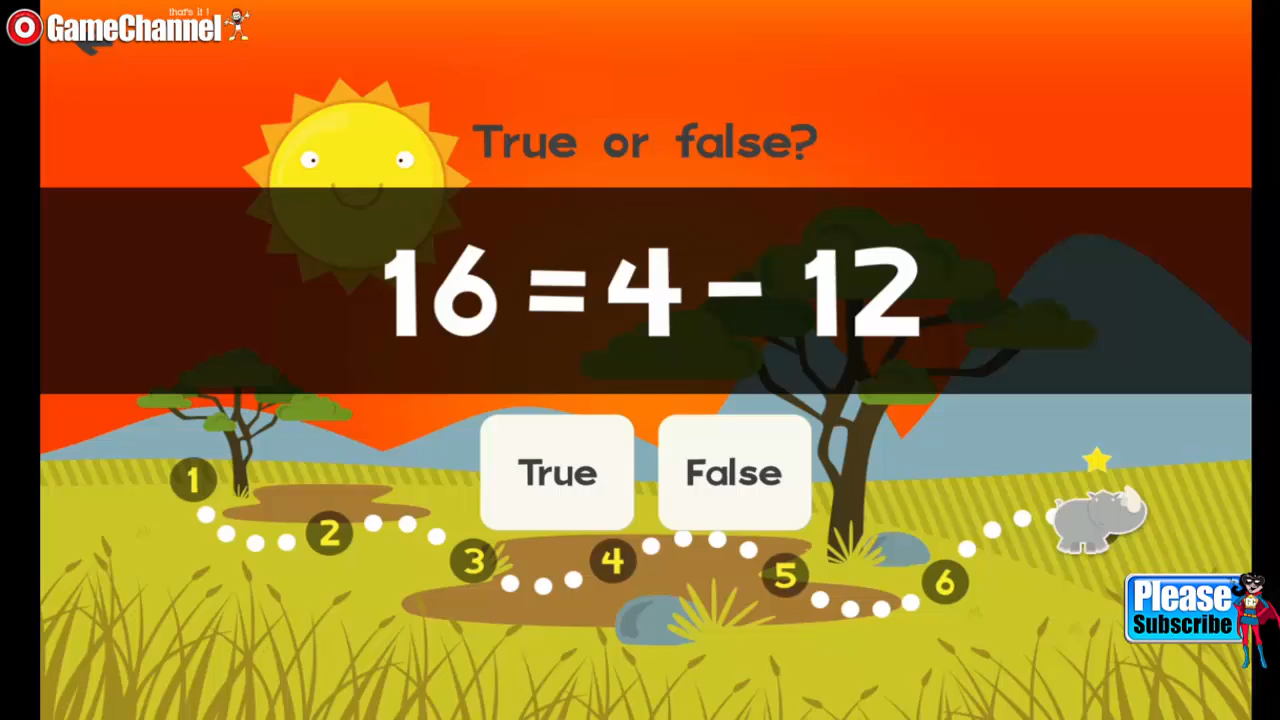 that's it !
GameChannel
True or false?
16 = 4 - 12
True
False
1
2
3
4
5
6
Please
Subscribe